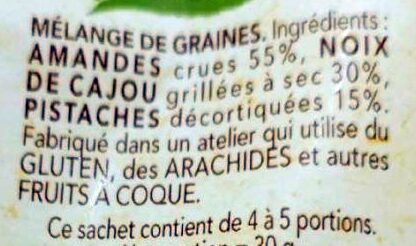 MÉLANGE DE GRAINES. Ingrédients :
AMANDES crues 55%, NOIX
DE CAJOU grillées à sec 30%,
PISTACHES décortiquées 15%.
Fabriqué dans un atelier qui utilise du
GLUTEN, des ARACHIDES et autres
FRUITS À COQUE.
Ce sachet contient de 4 à 5 portions.
= 30 g